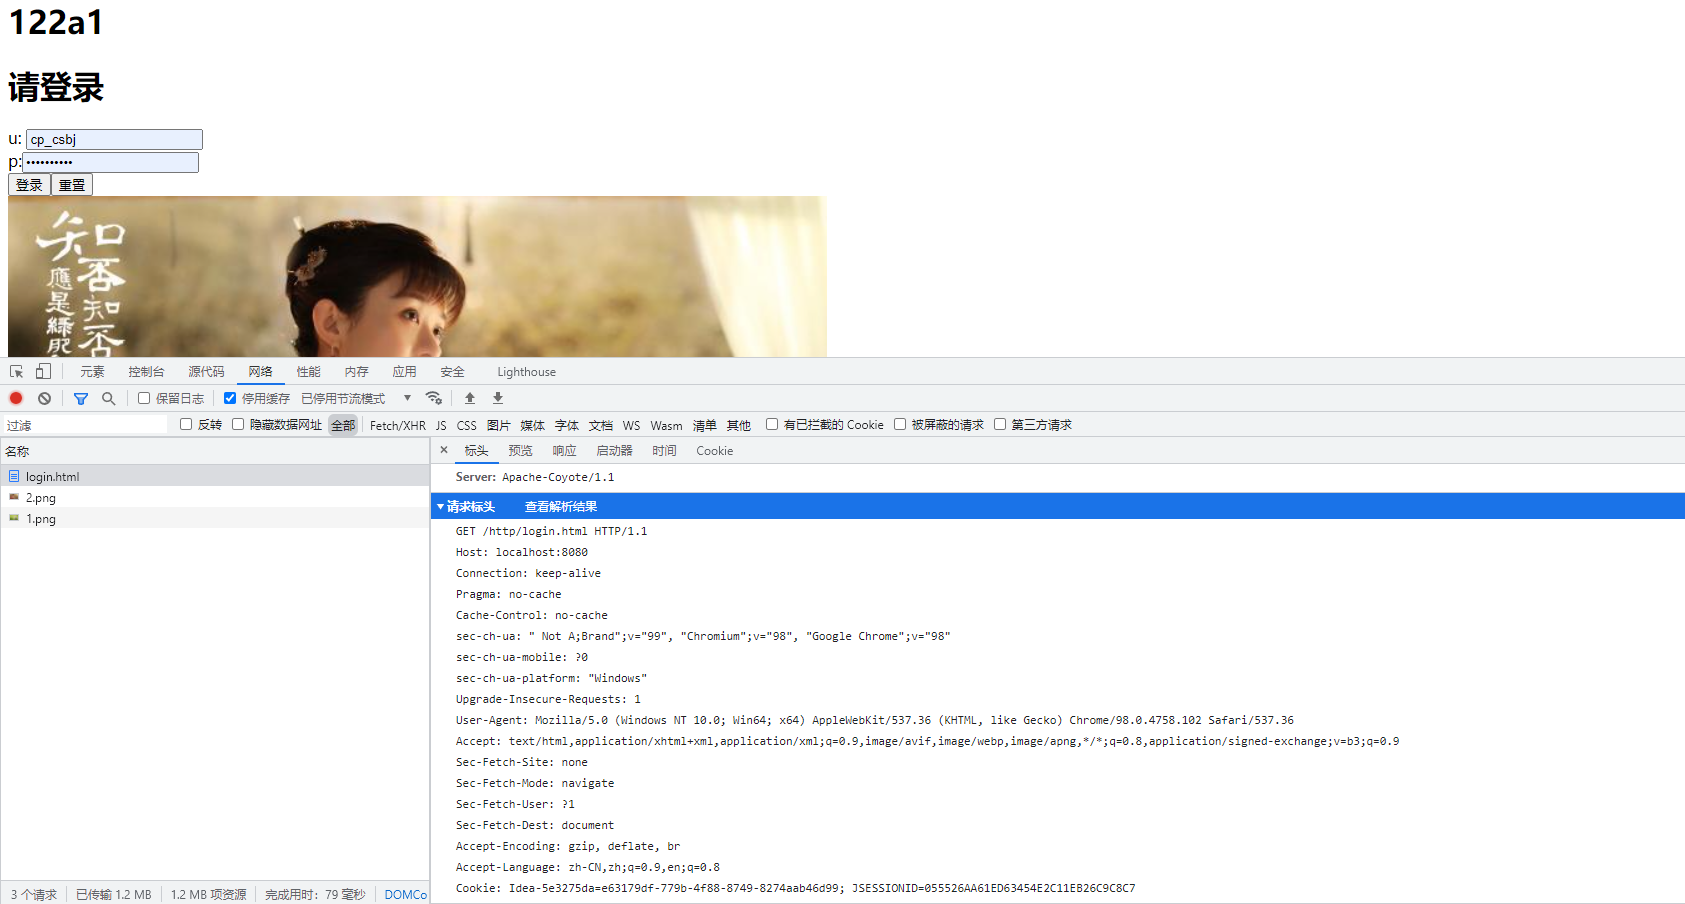 122a1
请登录
u: cp_csbj
p:••••••••••
登录 重置
知否知否
應是綠肥
元素 控制台 源代码 网络 性能 内存 应用 安全 Lighthouse
保留日志 停用缓存 已停用节流模式
过滤 反转 隐藏数据网址 全部 Fetch/XHR JS CSS 图片 媒体 字体 文档 WS Wasm 清单 其他 有已拦截的 Cookie 被屏蔽的请求 第三方请求
名称
login.html
2.png
1.png
3 个请求 已传输 1.2 MB 1.2 MB 项资源 完成用时：79 毫秒 DOMCo
× 标头 预览 响应 启动器 时间 Cookie
Server: Apache-Coyote/1.1
请求标头 查看解析结果
GET /http/login.html HTTP/1.1
Host: localhost:8080
Connection: keep-alive
Pragma: no-cache
Cache-Control: no-cache
sec-ch-ua: " Not A;Brand";v="99", "Chromium";v="98", "Google Chrome";v="98"
sec-ch-ua-mobile: ?0
sec-ch-ua-platform: "Windows"
Upgrade-Insecure-Requests: 1
User-Agent: Mozilla/5.0 (Windows NT 10.0; Win64; x64) AppleWebKit/537.36 (KHTML, like Gecko) Chrome/98.0.4758.102 Safari/537.36
Accept: text/html,application/xhtml+xml,application/xml;q=0.9,image/avif,image/webp,image/apng,*/*;q=0.8,application/signed-exchange;v=b3;q=0.9
Sec-Fetch-Site: none
Sec-Fetch-Mode: navigate
Sec-Fetch-User: ?1
Sec-Fetch-Dest: document
Accept-Encoding: gzip, deflate, br
Accept-Language: zh-CN,zh;q=0.9,en;q=0.8
Cookie: Idea-5e3275da=e63179df-779b-4f88-8749-8274aab46d99; JSESSIONID=055526AA61ED63454E2C11EB26C9C8C7